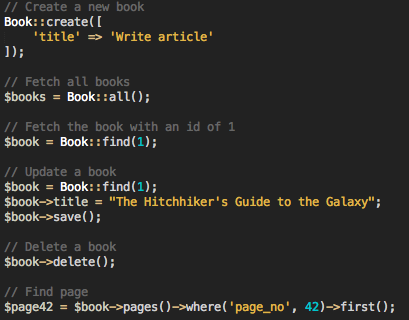 // Create a new book
Book::create([
    'title' => 'Write article'
]);

// Fetch all books
$books = Book::all();

// Fetch the book with an id of 1
$book = Book::find(1);

// Update a book
$book = Book::find(1);
$book->title = "The Hitchhiker's Guide to the Galaxy";
$book->save();

// Delete a book
$book->delete();

// Find page
$page42 = $book->pages()->where('page_no', 42)->first();